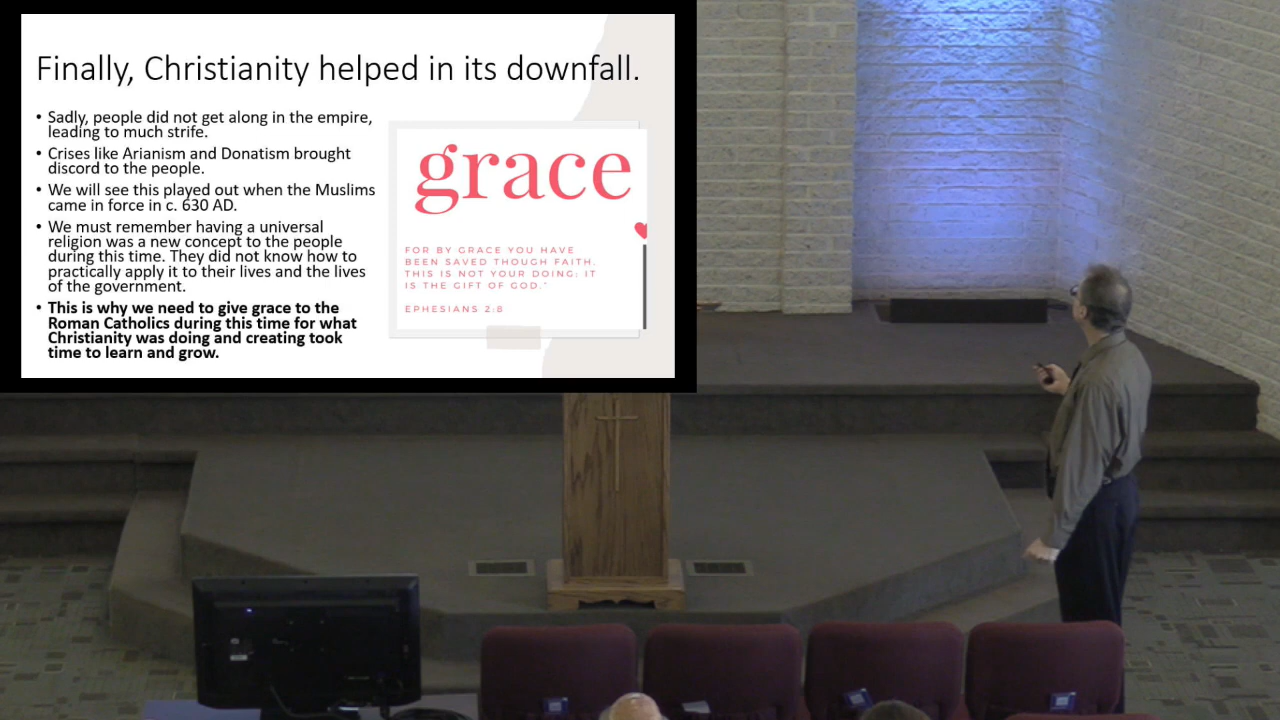 Finally, Christianity helped in its downfall.
• Sadly, people did not get along in the empire,
leading to much strife.
• Crises like Arianism and Donatism brought
discord to the people.
• We will see this played out when the Muslims
came in force in c. 630 AD.
• We must remember having a universal
religion was a new concept to the people
during this time. They did not know how to
practically apply it to their lives and the lives
of the government.
• This is why we need to give grace to the
Roman Catholics during this time for what
Christianity was doing and creating took
time to learn and grow.
grace
FOR BY GRACE YOU HAVE
BEEN SAVED THOUGH FAITH.
THIS IS NOT YOUR DOING; IT
IS THE GIFT OF GOD."
EPHESIANS 2:8